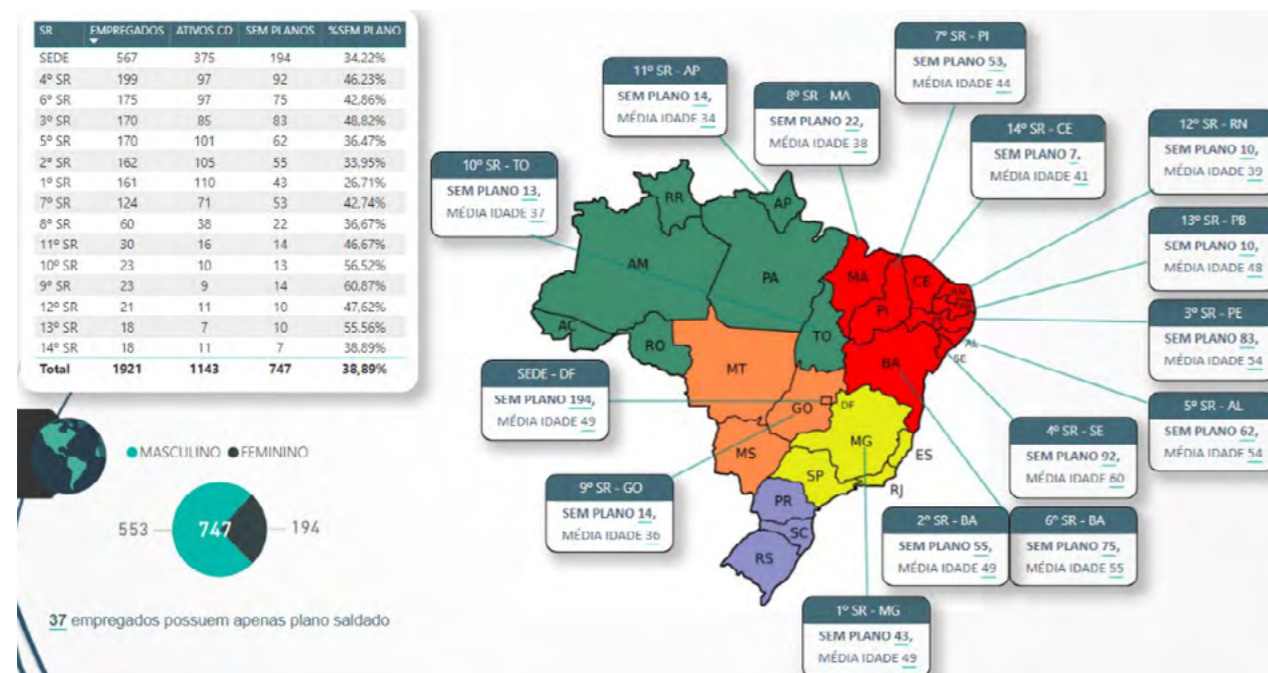 SR EMPREGADOS ATIVOS CD SEM PLANOS %SEM PLANO
SEDE 567 375 194 34,22%
4º SR 199 97 92 46,23%
6º SR 175 97 75 42,86%
3º SR 170 85 83 48,82%
5º SR 170 101 62 36,47%
2º SR 162 105 55 33,95%
1º SR 161 110 43 26,71%
7º SR 124 71 53 42,74%
8º SR 60 38 22 36,67%
11º SR 30 16 14 46,67%
10º SR 23 10 13 56,52%
9º SR 23 9 14 60,87%
12º SR 21 11 10 47,62%
13º SR 18 7 10 55,56%
14º SR 18 11 7 38,89%
Total 1921 1143 747 38,89%
MASCULINO FEMININO
553 747 194
37 empregados possuem apenas plano saldado
7º SR - PI
SEM PLANO 53,
MÉDIA IDADE 44
11º SR - AP
SEM PLANO 14,
MÉDIA IDADE 34
8º SR - MA
SEM PLANO 22,
MÉDIA IDADE 38
14º SR - CE
SEM PLANO 7,
MÉDIA IDADE 41
12º SR - RN
SEM PLANO 10,
MÉDIA IDADE 39
10º SR - TO
SEM PLANO 13,
MÉDIA IDADE 37
13º SR - PB
SEM PLANO 10,
MÉDIA IDADE 48
3º SR - PE
SEM PLANO 83,
MÉDIA IDADE 54
SEDE - DF
SEM PLANO 194,
MÉDIA IDADE 49
5º SR - AL
SEM PLANO 62,
MÉDIA IDADE 54
4º SR - SE
SEM PLANO 92,
MÉDIA IDADE 60
9º SR - GO
SEM PLANO 14,
MÉDIA IDADE 36
2º SR - BA
SEM PLANO 55,
MÉDIA IDADE 49
6º SR - BA
SEM PLANO 75,
MÉDIA IDADE 55
1º SR - MG
SEM PLANO 43,
MÉDIA IDADE 49
RR
AP
AM
PA
MA
CE
RN
PI
AC
RO
TO
AL
SE
BA
MT
GO
DF
MG
ES
MS
SP
RJ
PR
SC
RS